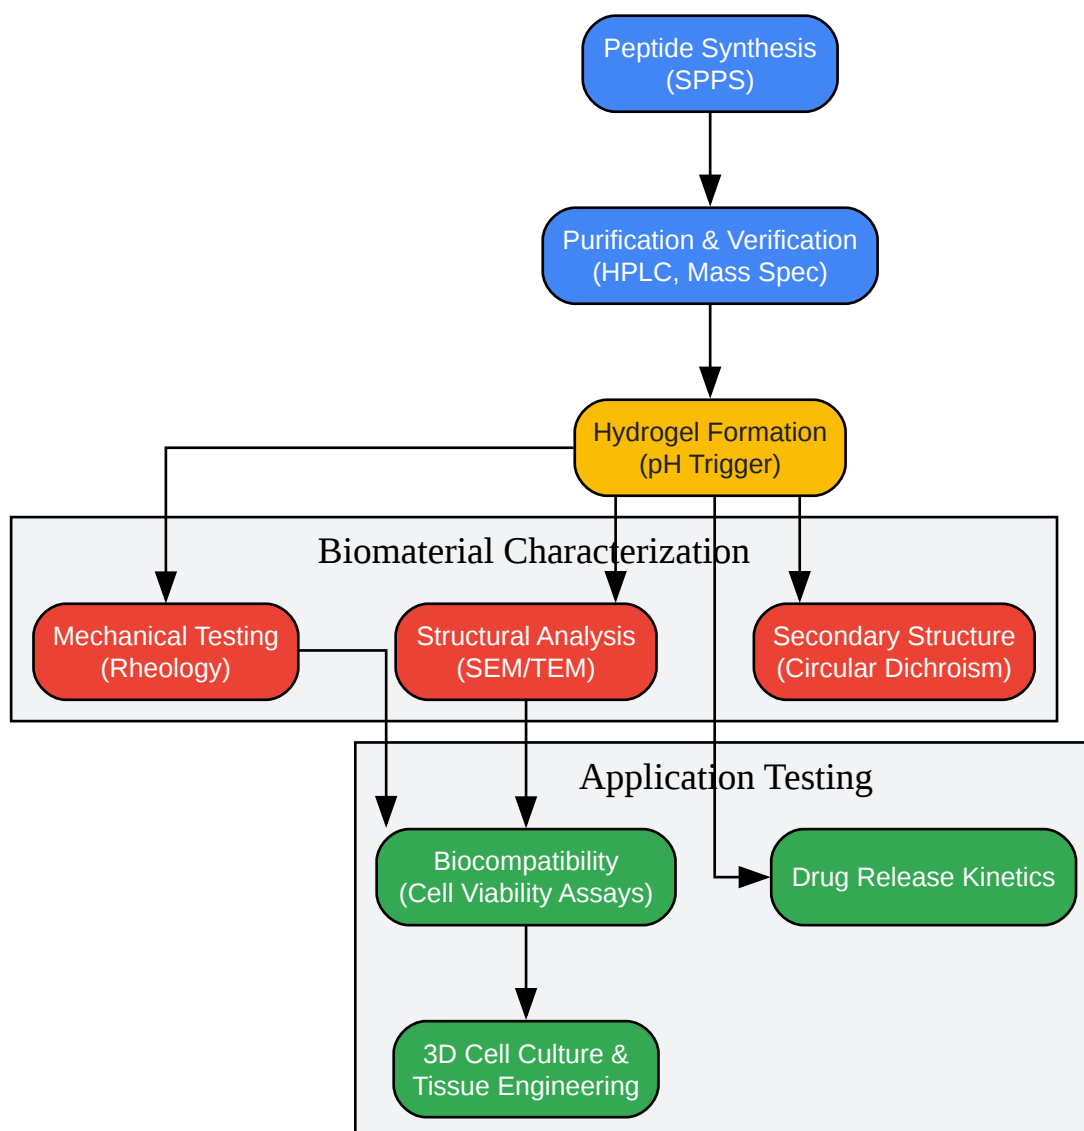 Peptide Synthesis
(SPPS)
Purification & Verification
(HPLC, Mass Spec)
Hydrogel Formation
(pH Trigger)
Biomaterial Characterization
Mechanical Testing
(Rheology)
Structural Analysis
(SEM/TEM)
Secondary Structure
(Circular Dichroism)
Application Testing
Biocompatibility
(Cell Viability Assays)
Drug Release Kinetics
3D Cell Culture &
Tissue Engineering